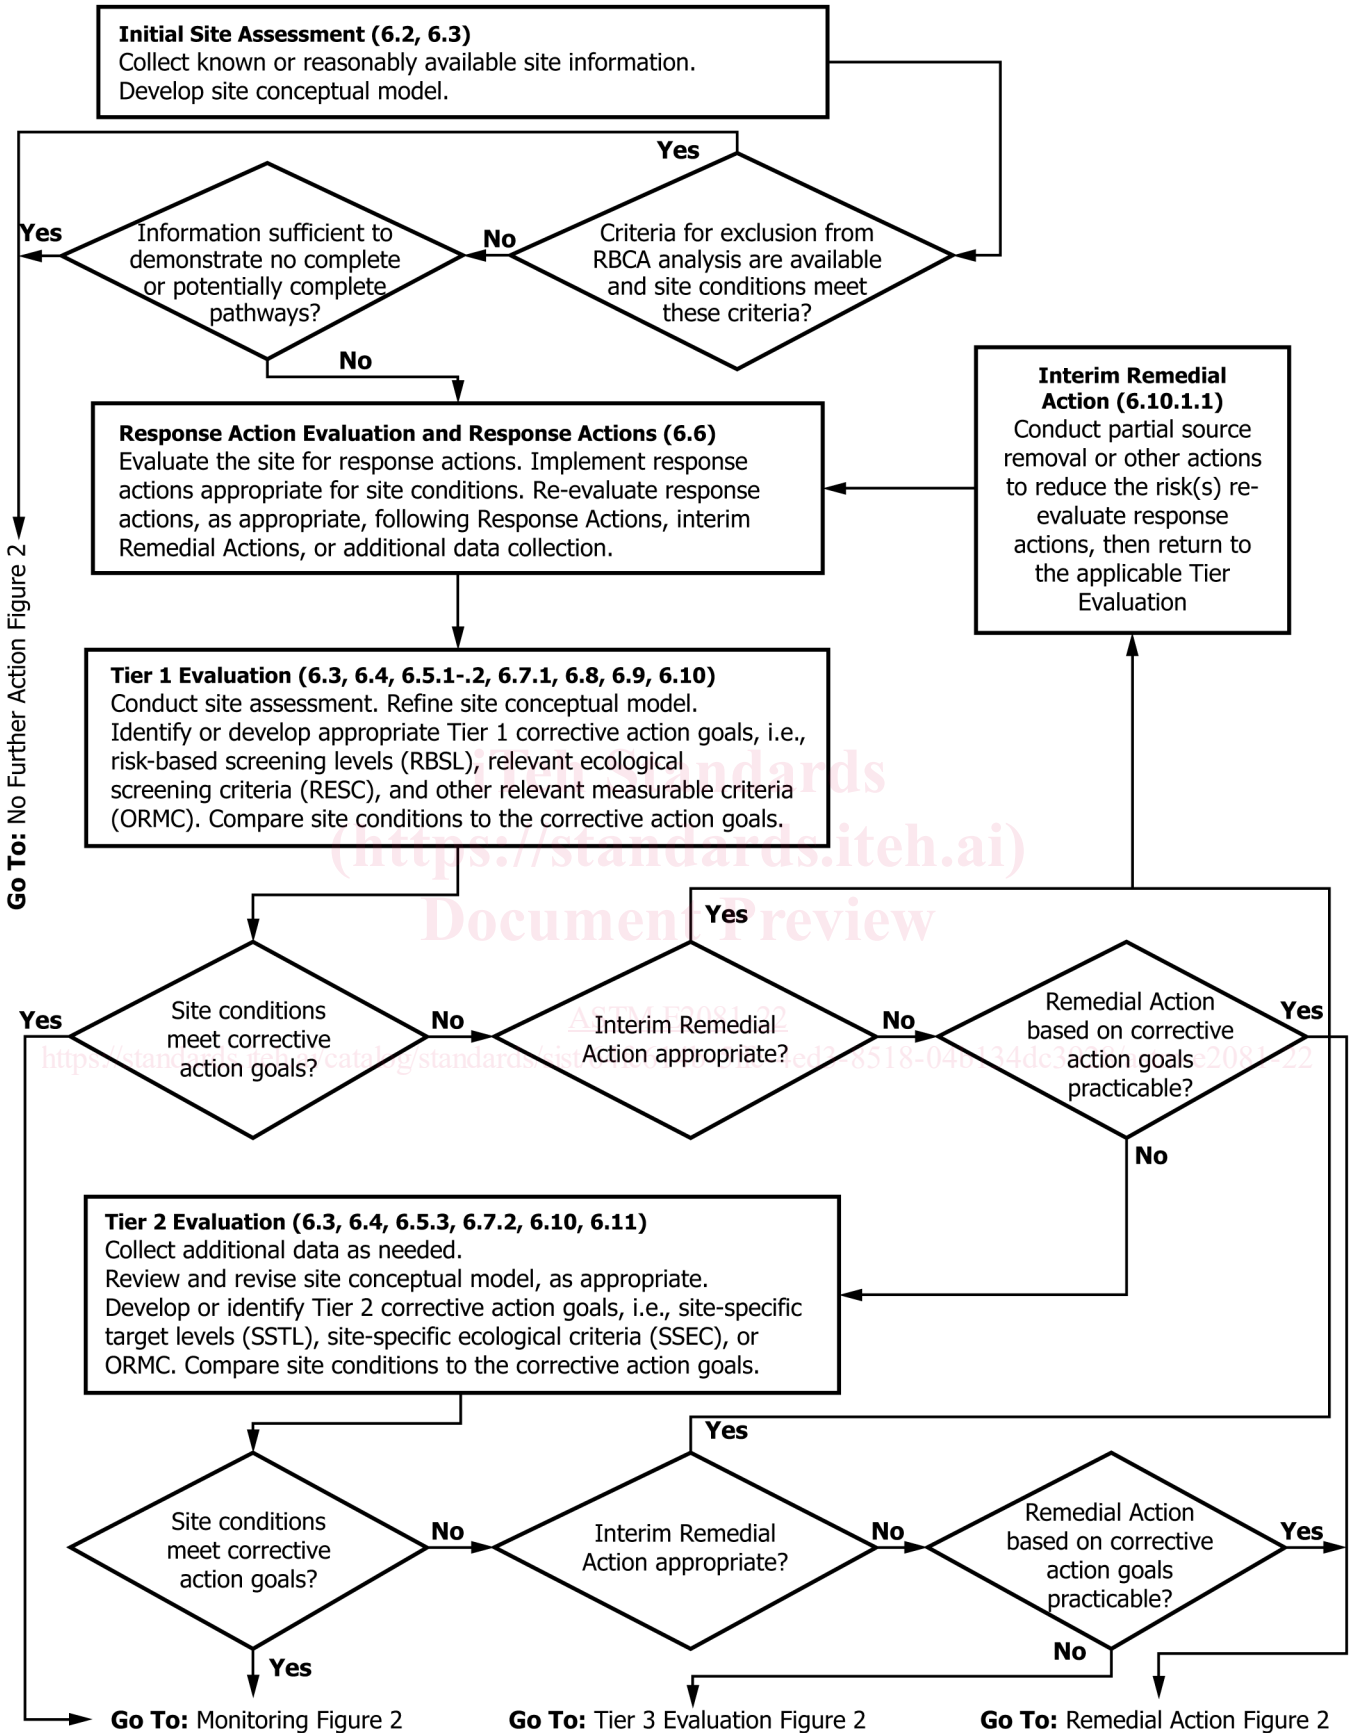 Initial Site Assessment (6.2, 6.3)
Collect known or reasonably available site information.
Develop site conceptual model.
Yes
Yes
Information sufficient to
demonstrate no complete
or potentially complete
pathways?
No
Criteria for exclusion from
RBCA analysis are available
and site conditions meet
these criteria?
No
Interim Remedial
Action (6.10.1.1)
Conduct partial source
removal or other actions
to reduce the risk(s) re-
evaluate response
actions, then return to
the applicable Tier
Evaluation
Response Action Evaluation and Response Actions (6.6)
Evaluate the site for response actions. Implement response
actions appropriate for site conditions. Re-evaluate response
actions, as appropriate, following Response Actions, interim
Remedial Actions, or additional data collection.
Go To: No Further Action Figure 2
Tier 1 Evaluation (6.3, 6.4, 6.5.1-.2, 6.7.1, 6.8, 6.9, 6.10)
Conduct site assessment. Refine site conceptual model.
Identify or develop appropriate Tier 1 corrective action goals, i.e.,
risk-based screening levels (RBSL), relevant ecological
screening criteria (RESC), and other relevant measurable criteria
(ORMC). Compare site conditions to the corrective action goals.
iTeh Standards
(https://standards.iteh.ai)
Document Preview
Yes
Yes
Site conditions
meet corrective
action goals?
No
Interim Remedial
Action appropriate?
No
Remedial Action
based on corrective
action goals
practicable?
Yes
ASTM E2081-22
No
Tier 2 Evaluation (6.3, 6.4, 6.5.3, 6.7.2, 6.10, 6.11)
Collect additional data as needed.
Review and revise site conceptual model, as appropriate.
Develop or identify Tier 2 corrective action goals, i.e., site-specific
target levels (SSTL), site-specific ecological criteria (SSEC), or
ORMC. Compare site conditions to the corrective action goals.
Yes
Site conditions
meet corrective
action goals?
No
Interim Remedial
Action appropriate?
No
Remedial Action
based on corrective
action goals
practicable?
Yes
No
Yes
Go To: Monitoring Figure 2
Go To: Tier 3 Evaluation Figure 2
Go To: Remedial Action Figure 2